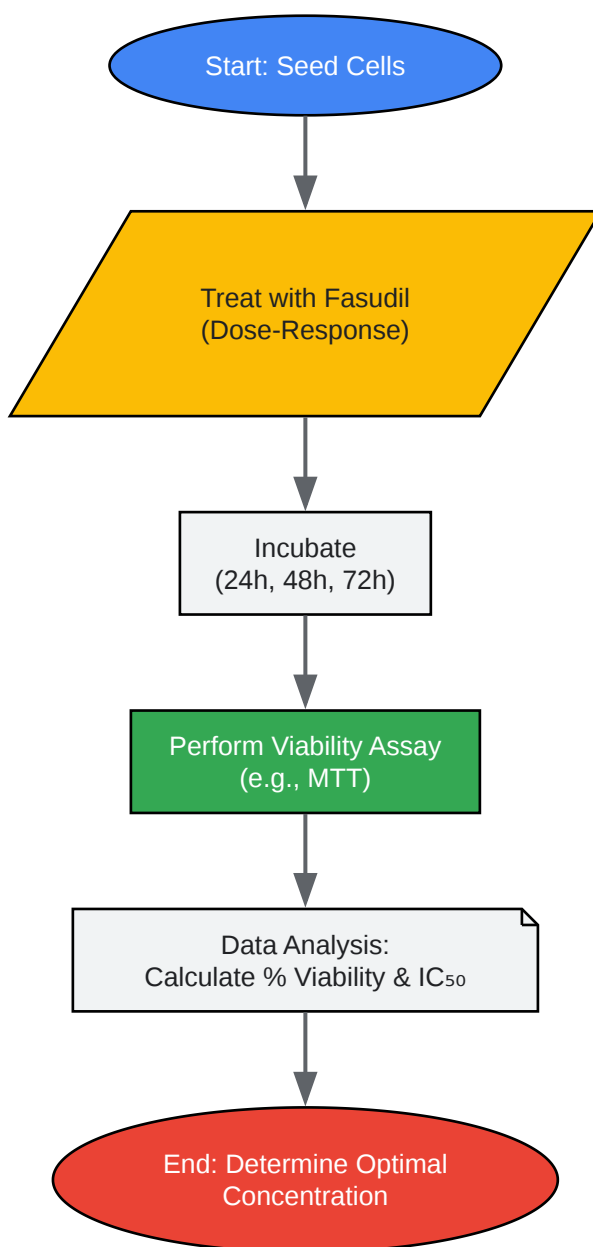 Start: Seed Cells
Treat with Fasudil
(Dose-Response)
Incubate
(24h, 48h, 72h)
Perform Viability Assay
(e.g., MTT)
Data Analysis:
Calculate % Viability & IC₅₀
End: Determine Optimal
Concentration